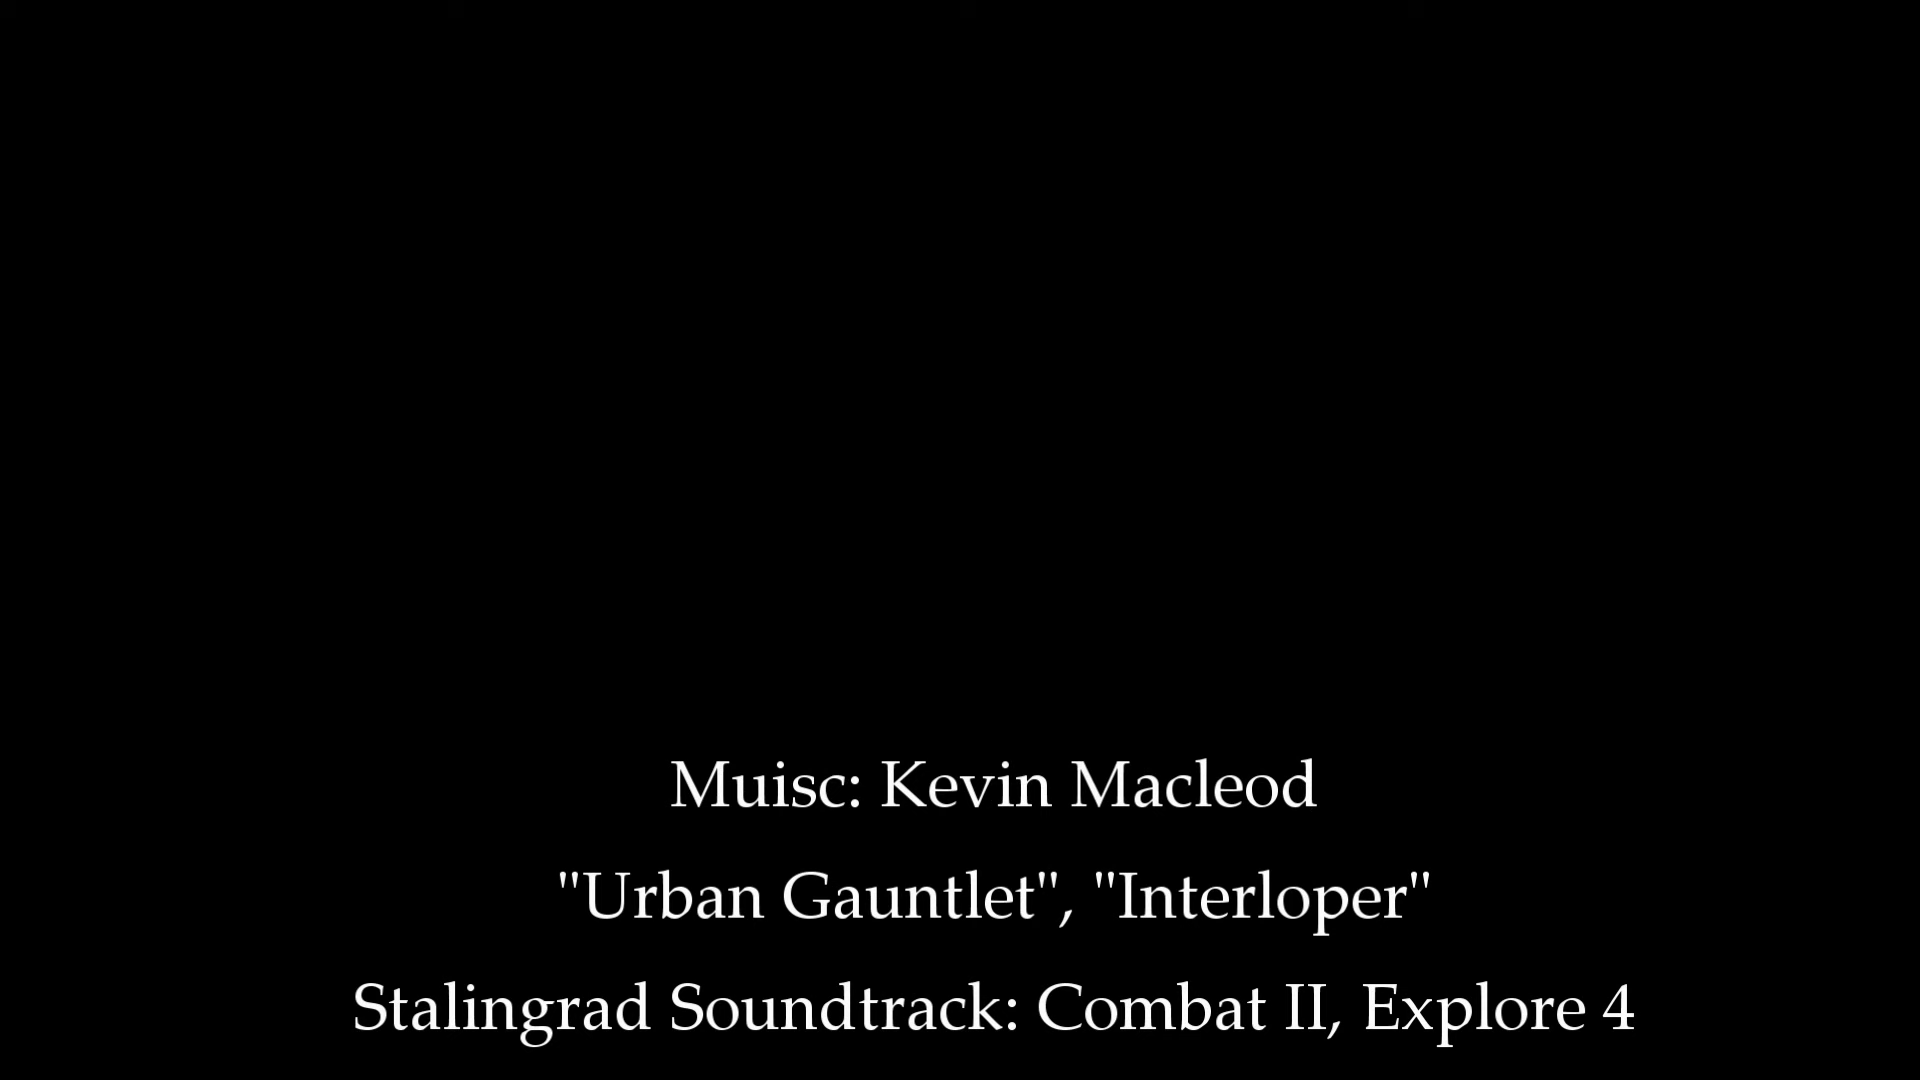 Muisc: Kevin Macleod
"Urban Gauntlet", "Interloper"
Stalingrad Soundtrack: Combat II, Explore 4